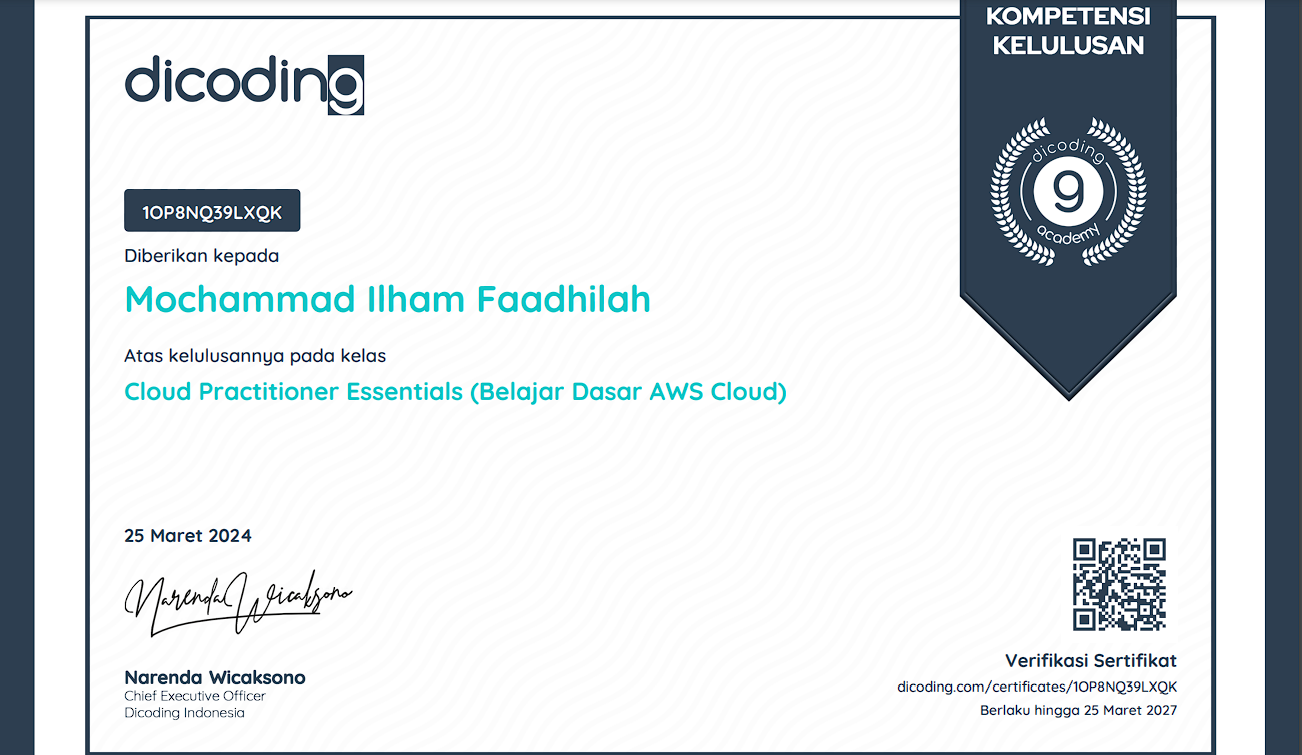 KOMPETENSI
KELULUSAN
dicoding
dicoding
9
academy
1OP8NQ39LXQK
Diberikan kepada
Mochammad Ilham Faadhilah
Atas kelulusannya pada kelas
Cloud Practitioner Essentials (Belajar Dasar AWS Cloud)
25 Maret 2024
Narenda Wicaksono
Narenda Wicaksono
Chief Executive Officer
Dicoding Indonesia
Verifikasi Sertifikat
dicoding.com/certificates/1OP8NQ39LXQK
Berlaku hingga 25 Maret 2027